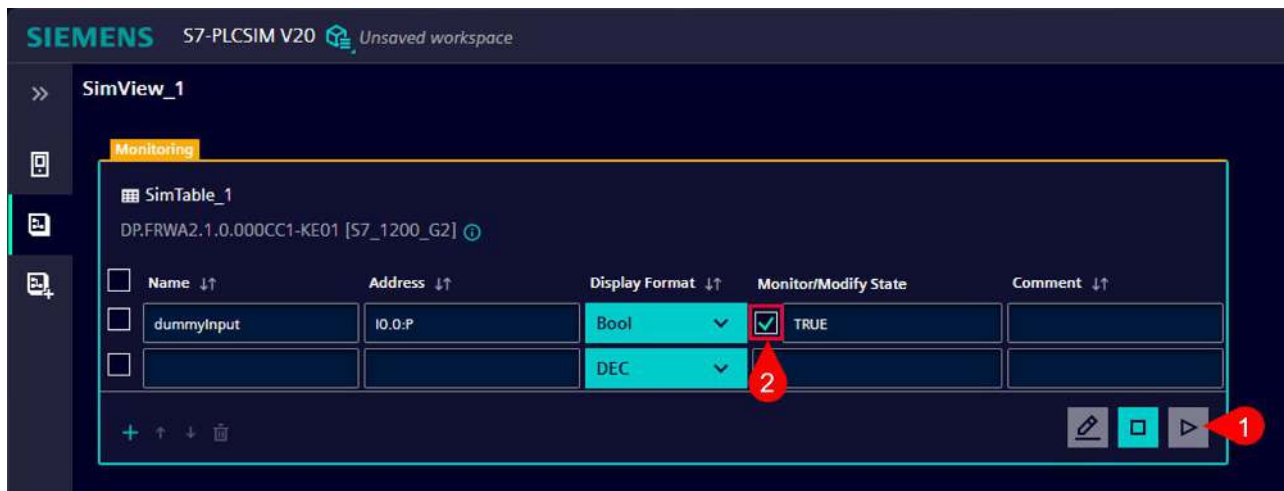 SIEMENS S7-PLCSIM V20 Unsaved workspace
SimView_1
Monitoring
SimTable_1
DP.FRWA2.1.0.000CC1-KE01 [S7_1200_G2]
Name Address Display Format Monitor/Modify State Comment
dummyInput I0.0:P Bool TRUE
DEC
2
1